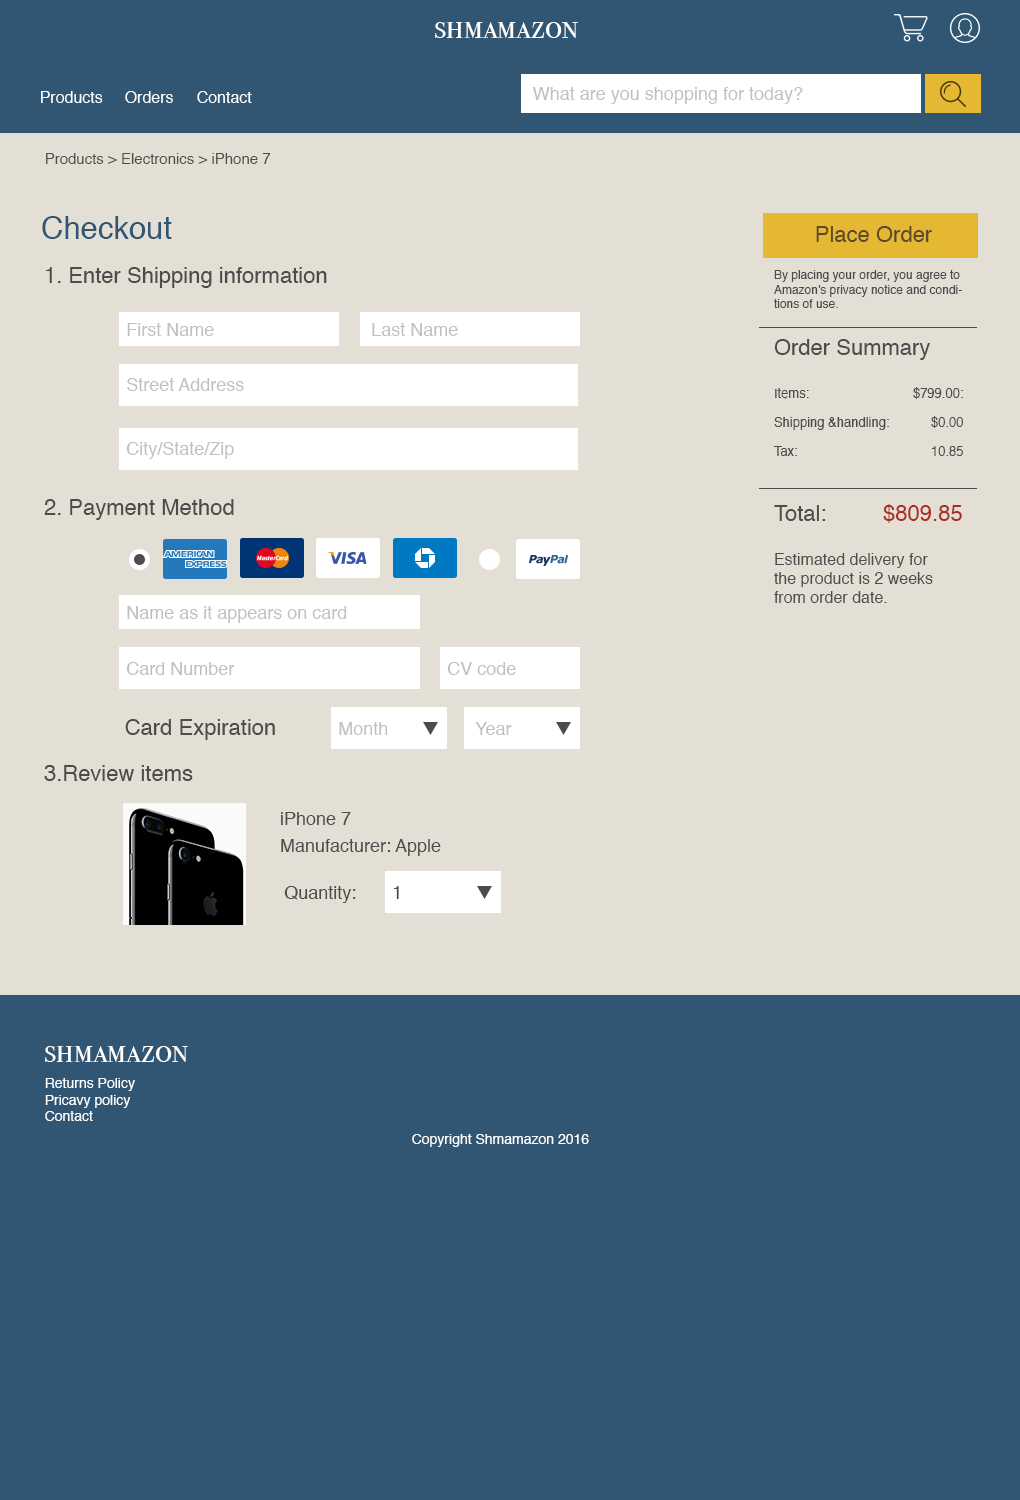 SHMAMAZON
Products Orders Contact
What are you shopping for today?
Products > Electronics > iPhone 7
Checkout
1. Enter Shipping information
First Name
Last Name
Street Address
City/State/Zip
2. Payment Method
AMERICAN
EXPRESS
MasterCard
VISA
PayPal
Name as it appears on card
Card Number
CV code
Card Expiration
Month
Year
3.Review items
iPhone 7
Manufacturer: Apple
Quantity:
1
Place Order
By placing your order, you agree to
Amazon's privacy notice and condi-
tions of use.
Order Summary
Items: $799.00:
Shipping &handling: $0.00
Tax: 10.85
Total: $809.85
Estimated delivery for
the product is 2 weeks
from order date.
SHMAMAZON
Returns Policy
Pricavy policy
Contact
Copyright Shmamazon 2016